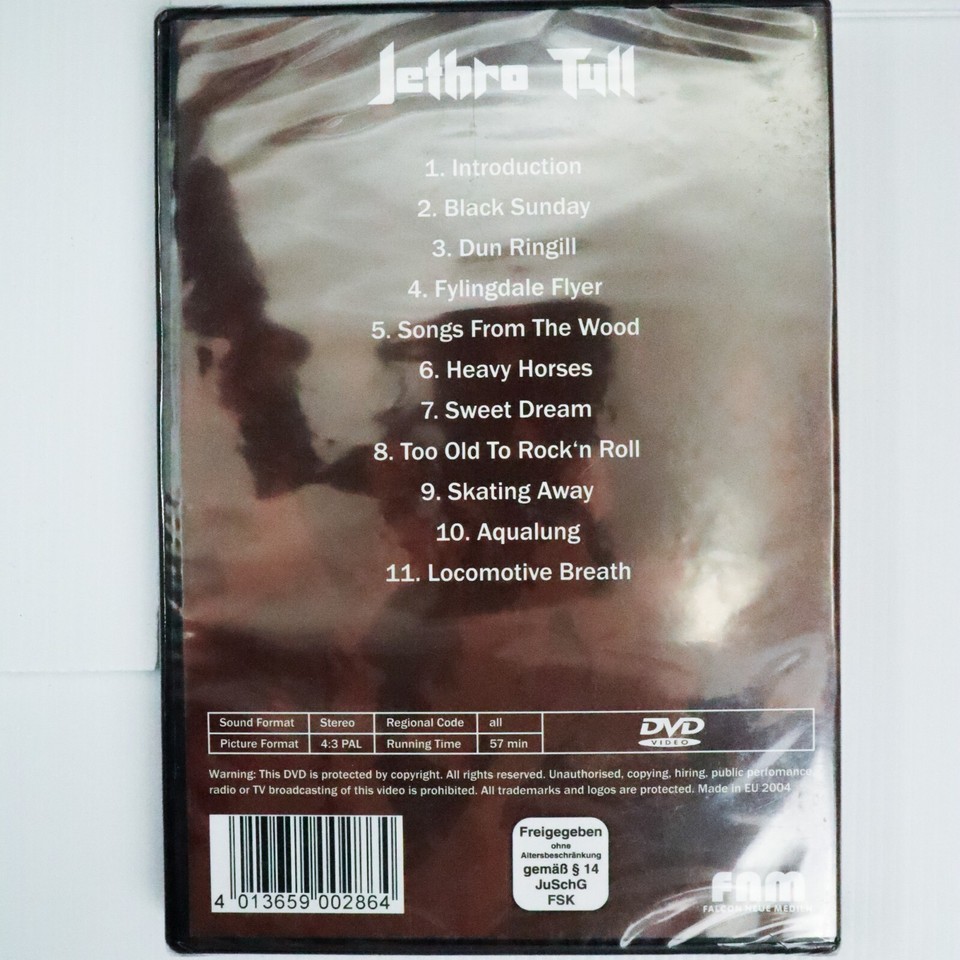 Jethro Tull
1. Introduction
2. Black Sunday
3. Dun Ringill
4. Fylingdale Flyer
5. Songs From The Wood
6. Heavy Horses
7. Sweet Dream
8. Too Old To Rock‘n Roll
9. Skating Away
10. Aqualung
11. Locomotive Breath
Sound Format Stereo Regional Code all
Picture Format 4:3 PAL Running Time 57 min
DVD
VIDEO
Warning: This DVD is protected by copyright. All rights reserved. Unauthorised, copying, hiring, public perfomance,
radio or TV broadcasting of this video is prohibited. All trademarks and logos are protected. Made in EU 2004
4 013659 002864
Freigegeben
ohne
Altersbeschränkung
gemäß § 14
JuSchG
FSK
FNM
FALCON NEUE MEDIEN